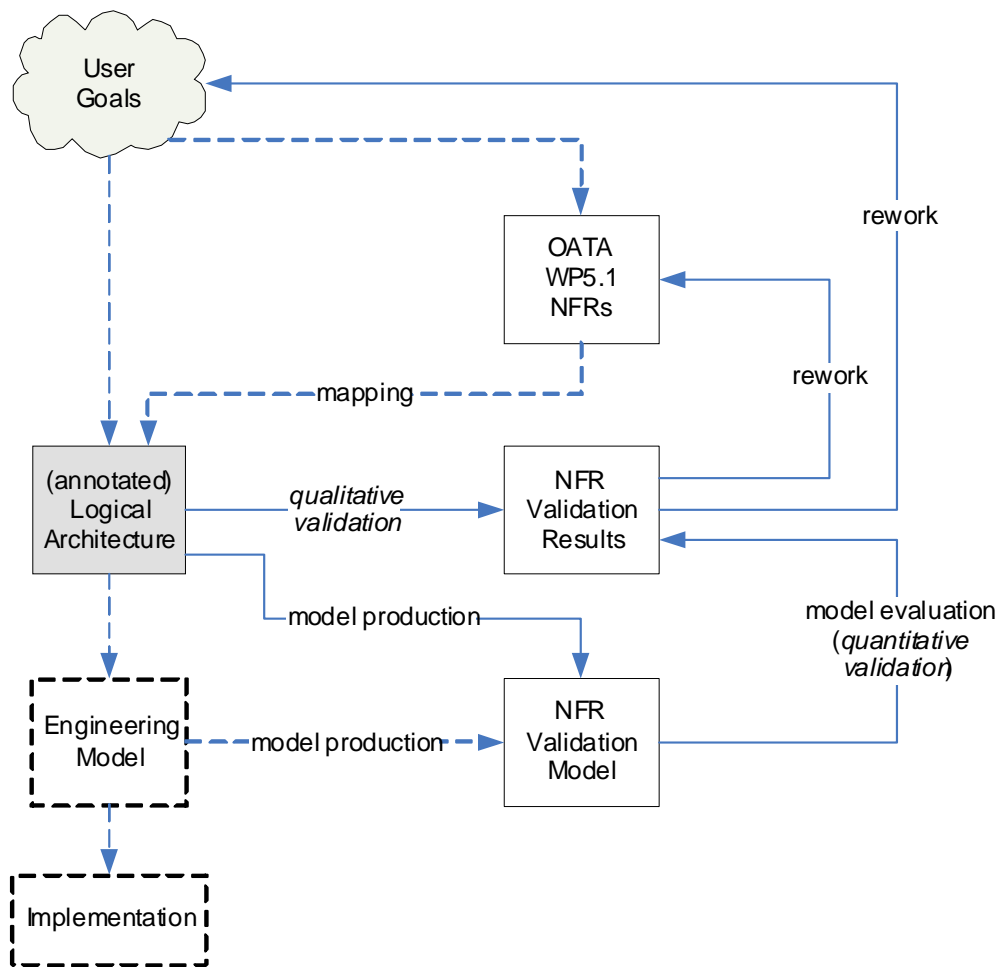 User
Goals
rework
OATA
WP5.1
NFRs
rework
mapping
(annotated)
Logical
Architecture
qualitative
validation
NFR
Validation
Results
model production
model evaluation
(quantitative
validation)
Engineering
Model
model production
NFR
Validation
Model
Implementation